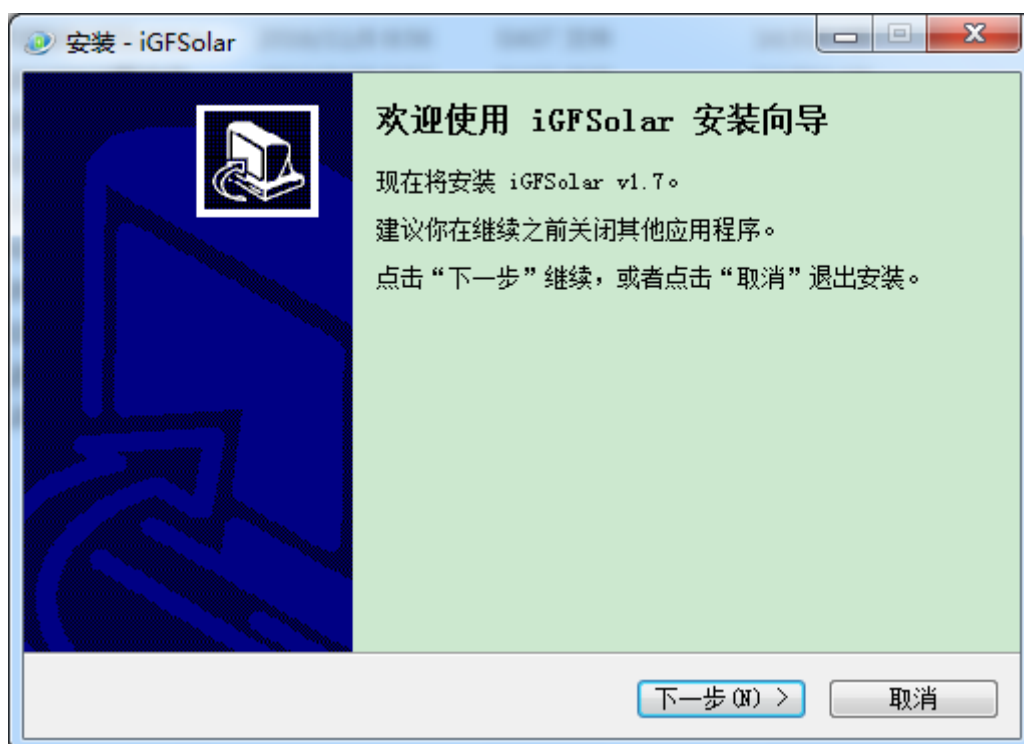 安装 - iGFSolar
欢迎使用 iGFSolar 安装向导
现在将安装 iGFSolar v1.7。
建议你在继续之前关闭其他应用程序。
点击“下一步”继续，或者点击“取消”退出安装。
下一步(N) >
取消